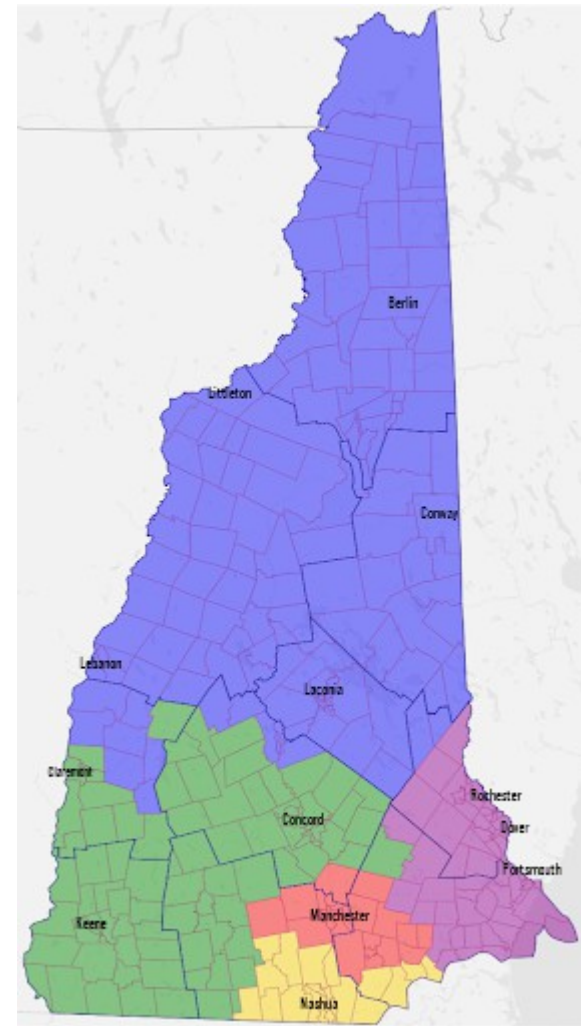 Berlin
Littleton
Conway
Lebanon
Laconia
Claremont
Rochester
Concord
Dover
Portsmouth
Manchester
Keene
Nashua